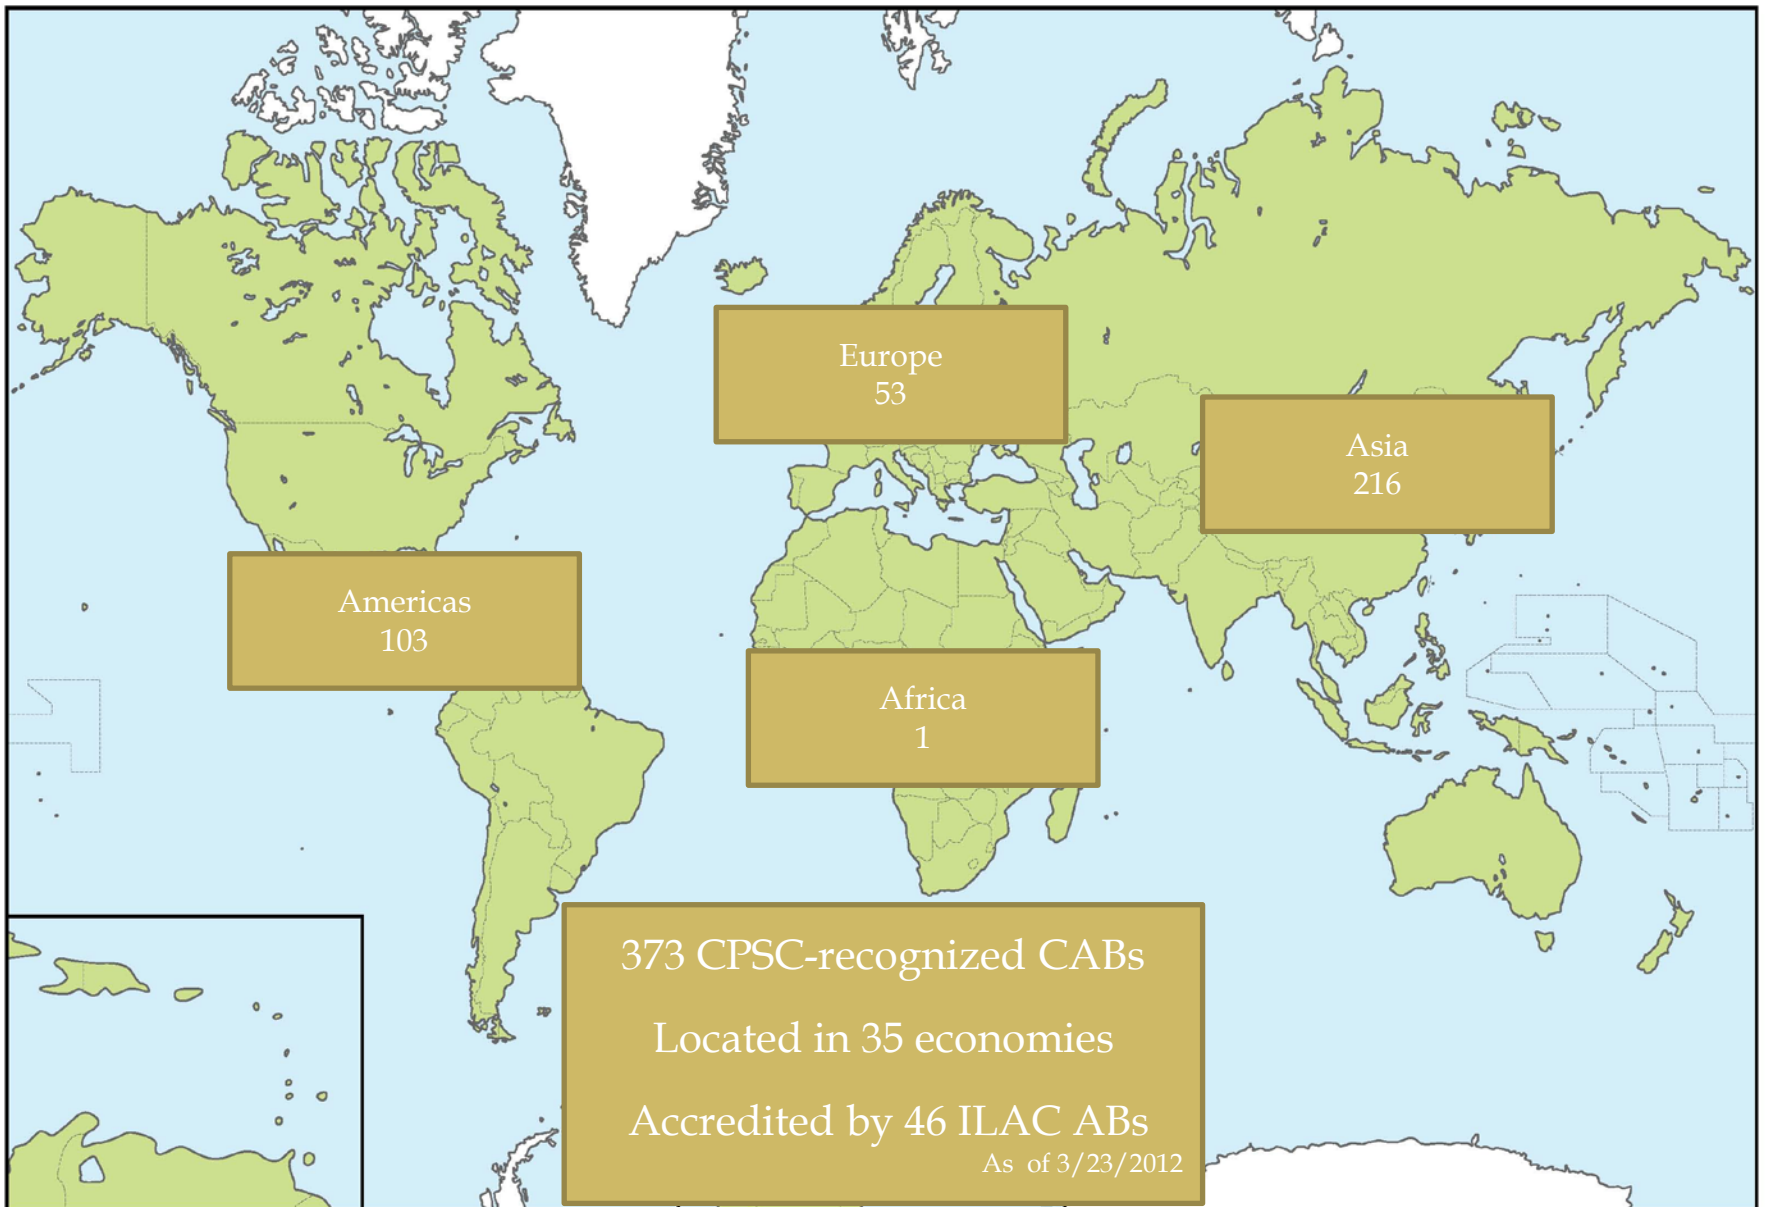 Europe
53
Asia
216
Americas
103
Africa
1
373 CPSC-recognized CABs
Located in 35 economies
Accredited by 46 ILAC ABs
As of 3/23/2012